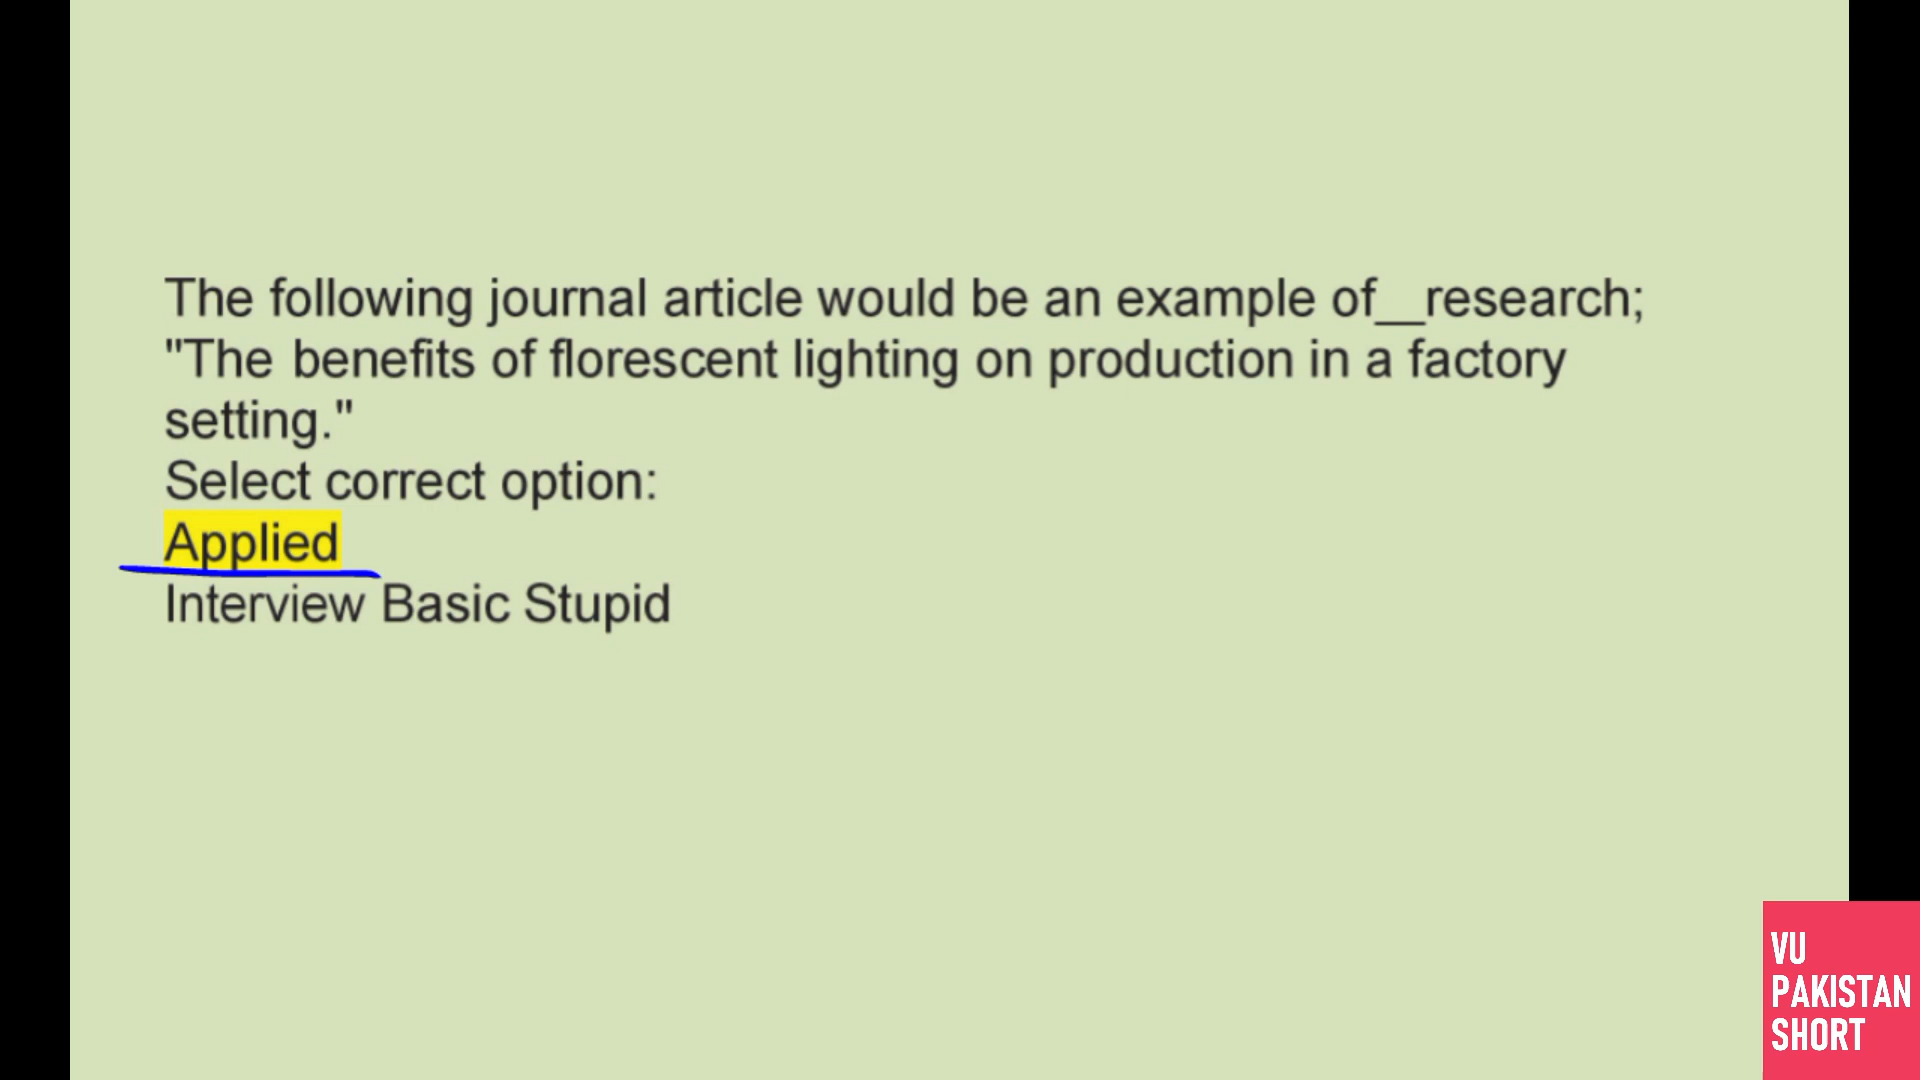 The following journal article would be an example of__research;
"The benefits of florescent lighting on production in a factory
setting."
Select correct option:
Applied
Interview Basic Stupid
VU
PAKISTAN
SHORT